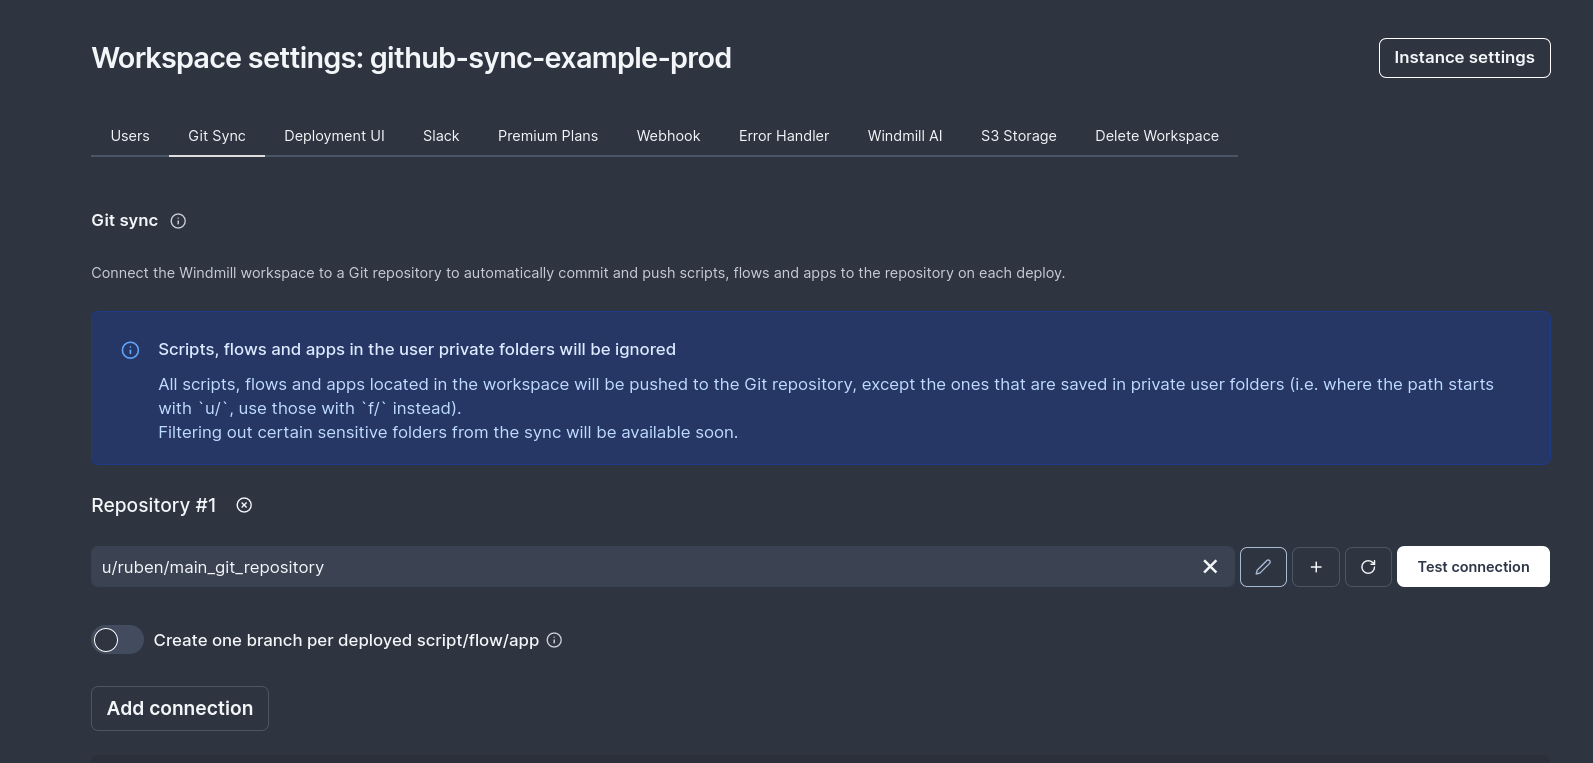 Workspace settings: github-sync-example-prod
Instance settings
Users Git Sync Deployment UI Slack Premium Plans Webhook Error Handler Windmill AI S3 Storage Delete Workspace
Git sync
Connect the Windmill workspace to a Git repository to automatically commit and push scripts, flows and apps to the repository on each deploy.
Scripts, flows and apps in the user private folders will be ignored
All scripts, flows and apps located in the workspace will be pushed to the Git repository, except the ones that are saved in private user folders (i.e. where the path starts
with `u/`, use those with `f/` instead).
Filtering out certain sensitive folders from the sync will be available soon.
Repository #1
u/ruben/main_git_repository
Test connection
Create one branch per deployed script/flow/app
Add connection